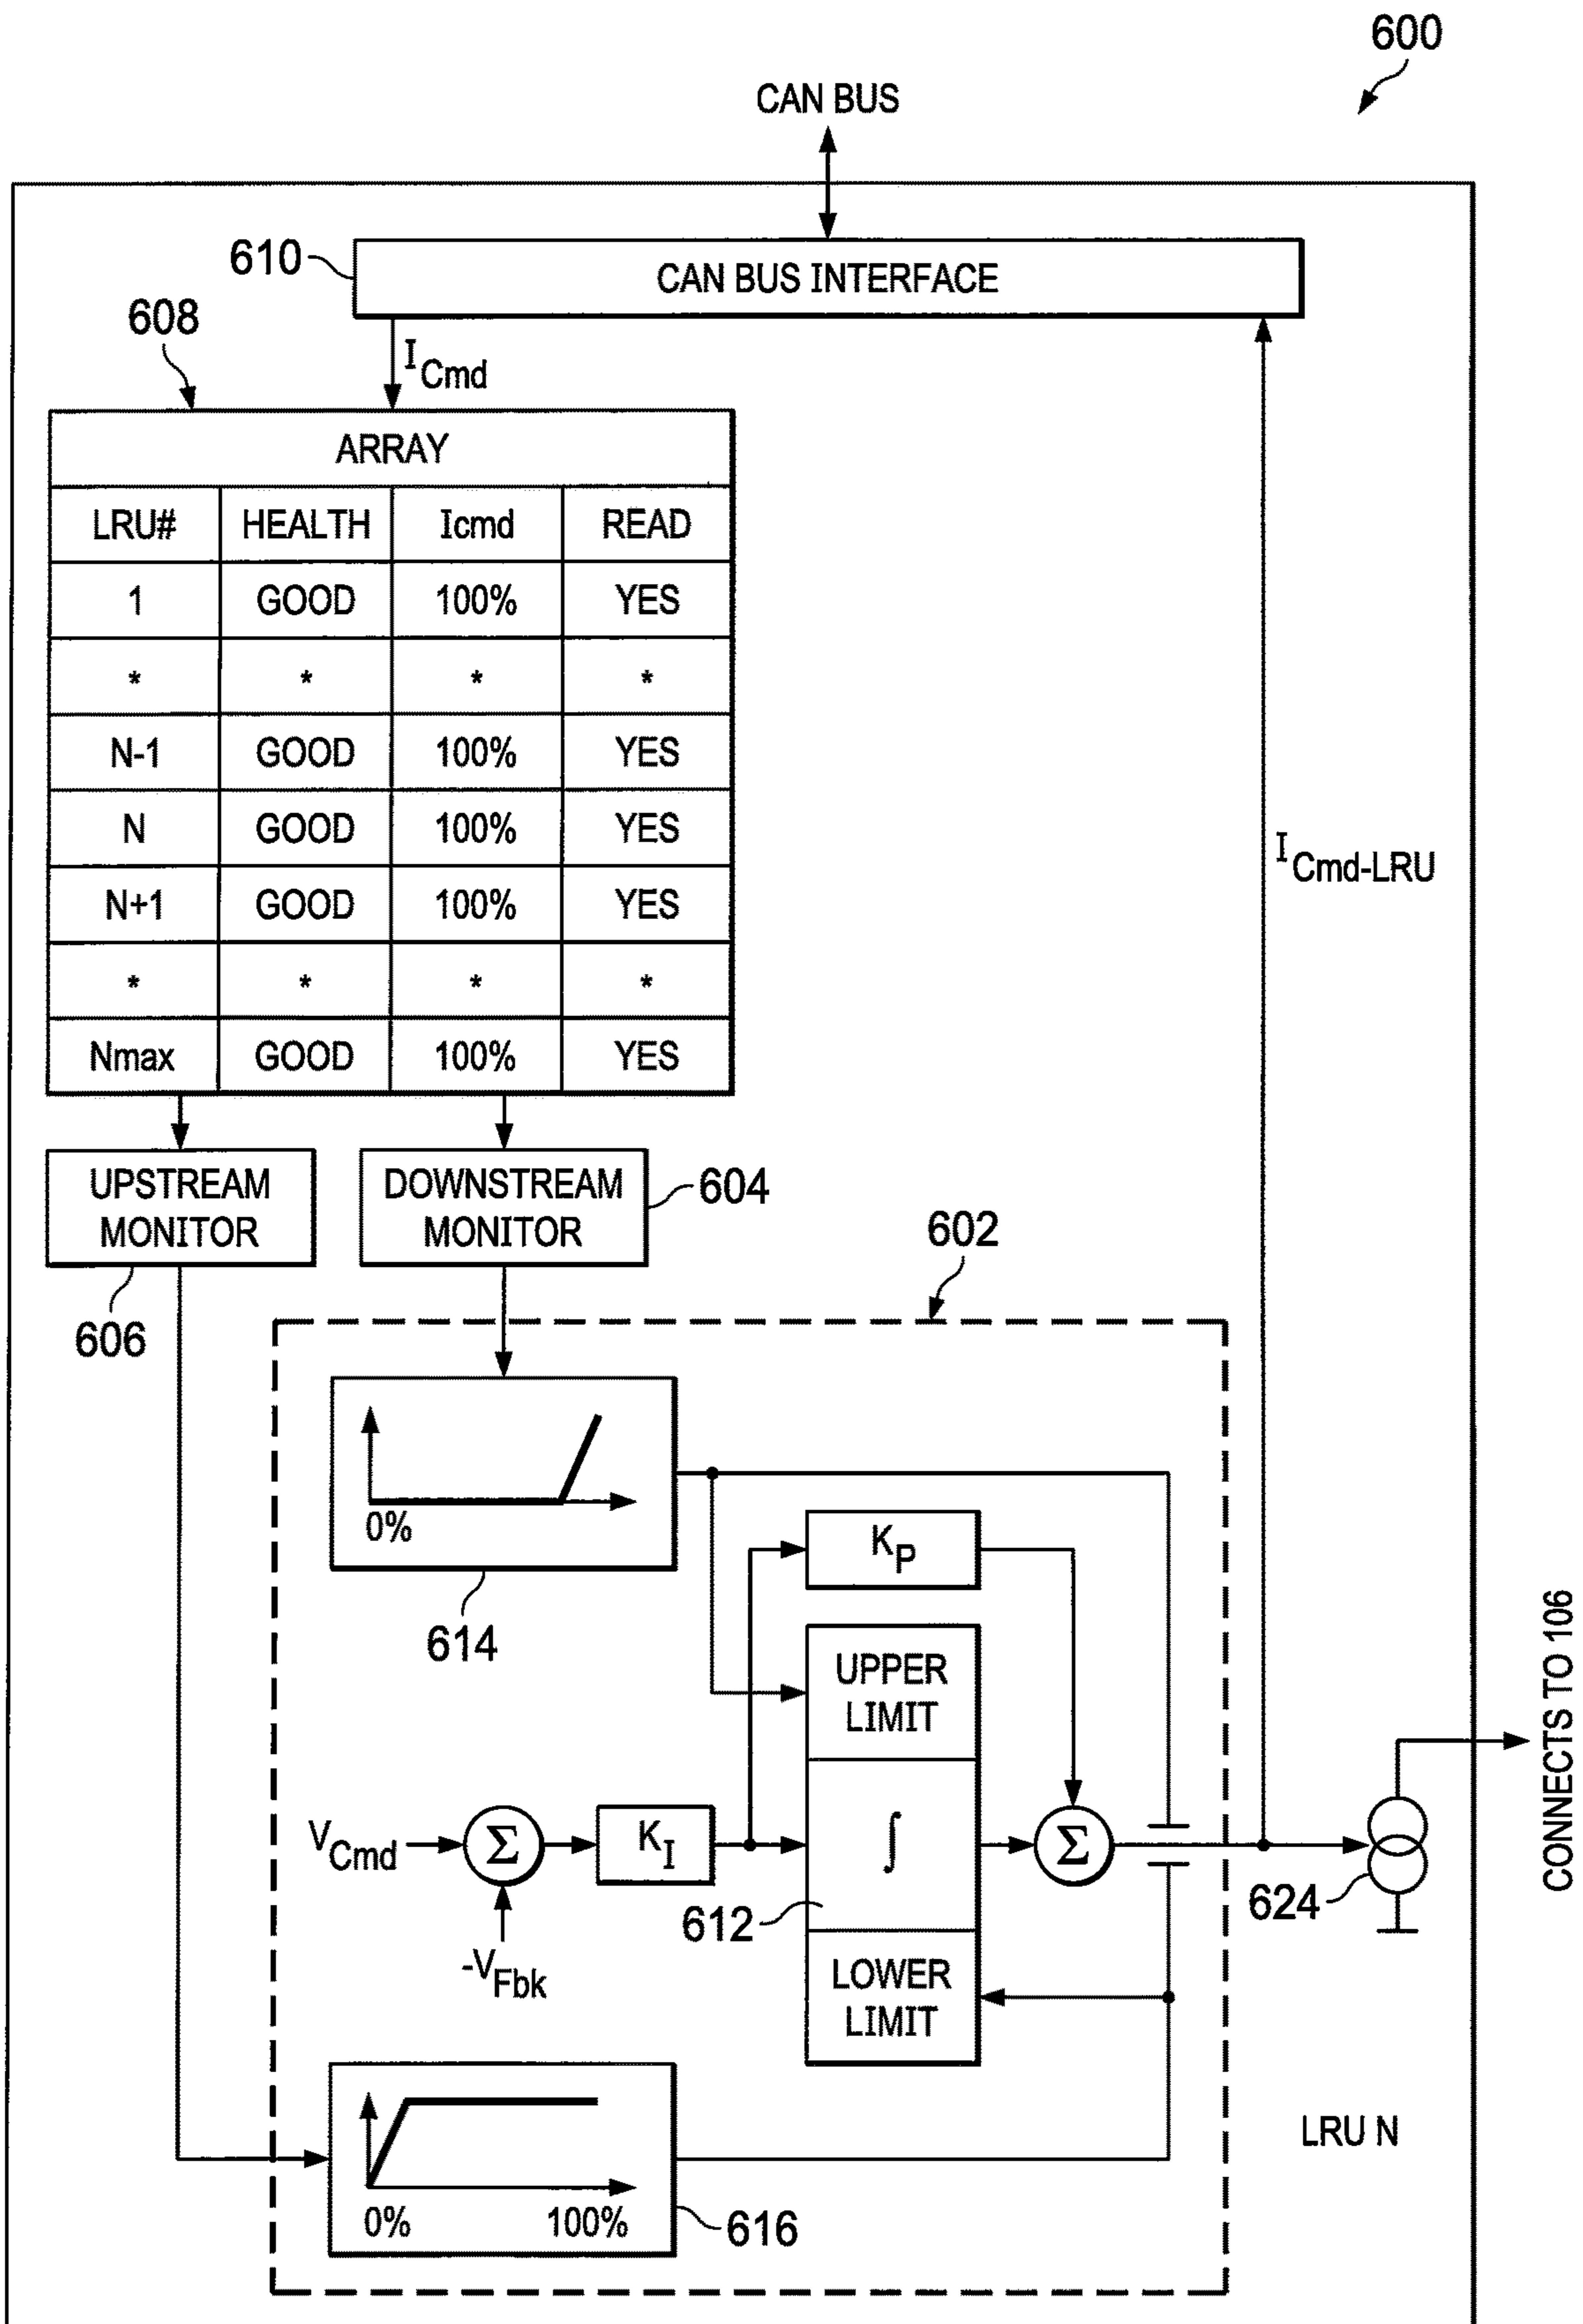 600
CAN BUS
610
CAN BUS INTERFACE
608
I Cmd
ARRAY
LRU# HEALTH Icmd READ
1 GOOD 100% YES
* * * *
N-1 GOOD 100% YES
N GOOD 100% YES
N+1 GOOD 100% YES
* * * *
Nmax GOOD 100% YES
I Cmd-LRU
UPSTREAM
MONITOR
606
DOWNSTREAM
MONITOR
604
602
0%
614
KP
UPPER
LIMIT
VCmd
Σ
KI
∫
Σ
-VFbk
612
LOWER
LIMIT
624
CONNECTS TO 106
0% 100%
616
LRU N